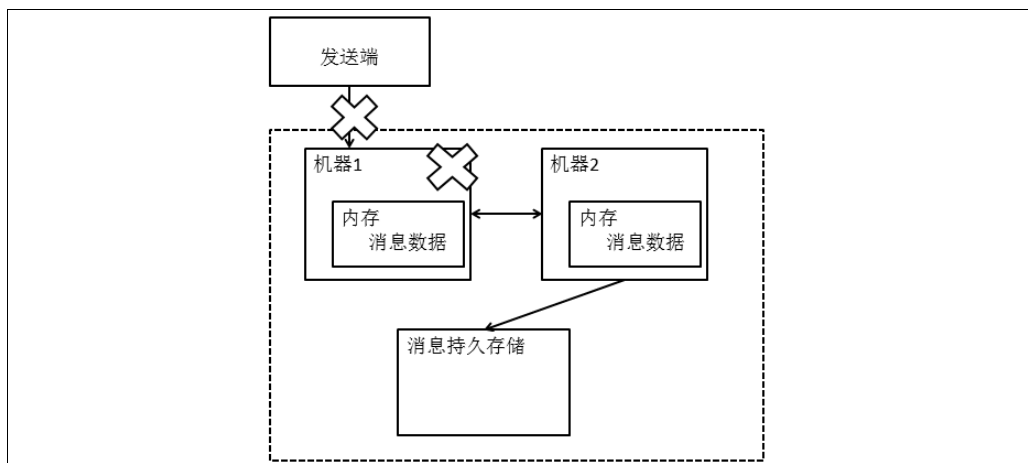 发送端
机器1
机器2
内存
消息数据
内存
消息数据
消息持久存储